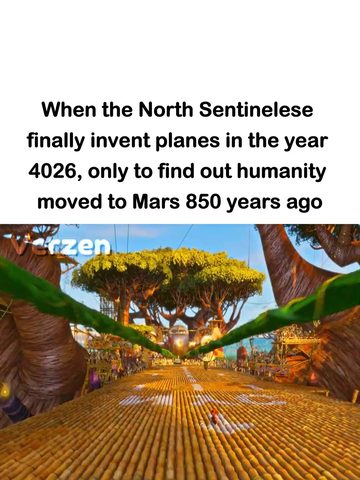 When the North Sentinelese
finally invent planes in the year
4026, only to find out humanity
moved to Mars 850 years ago
Verzen